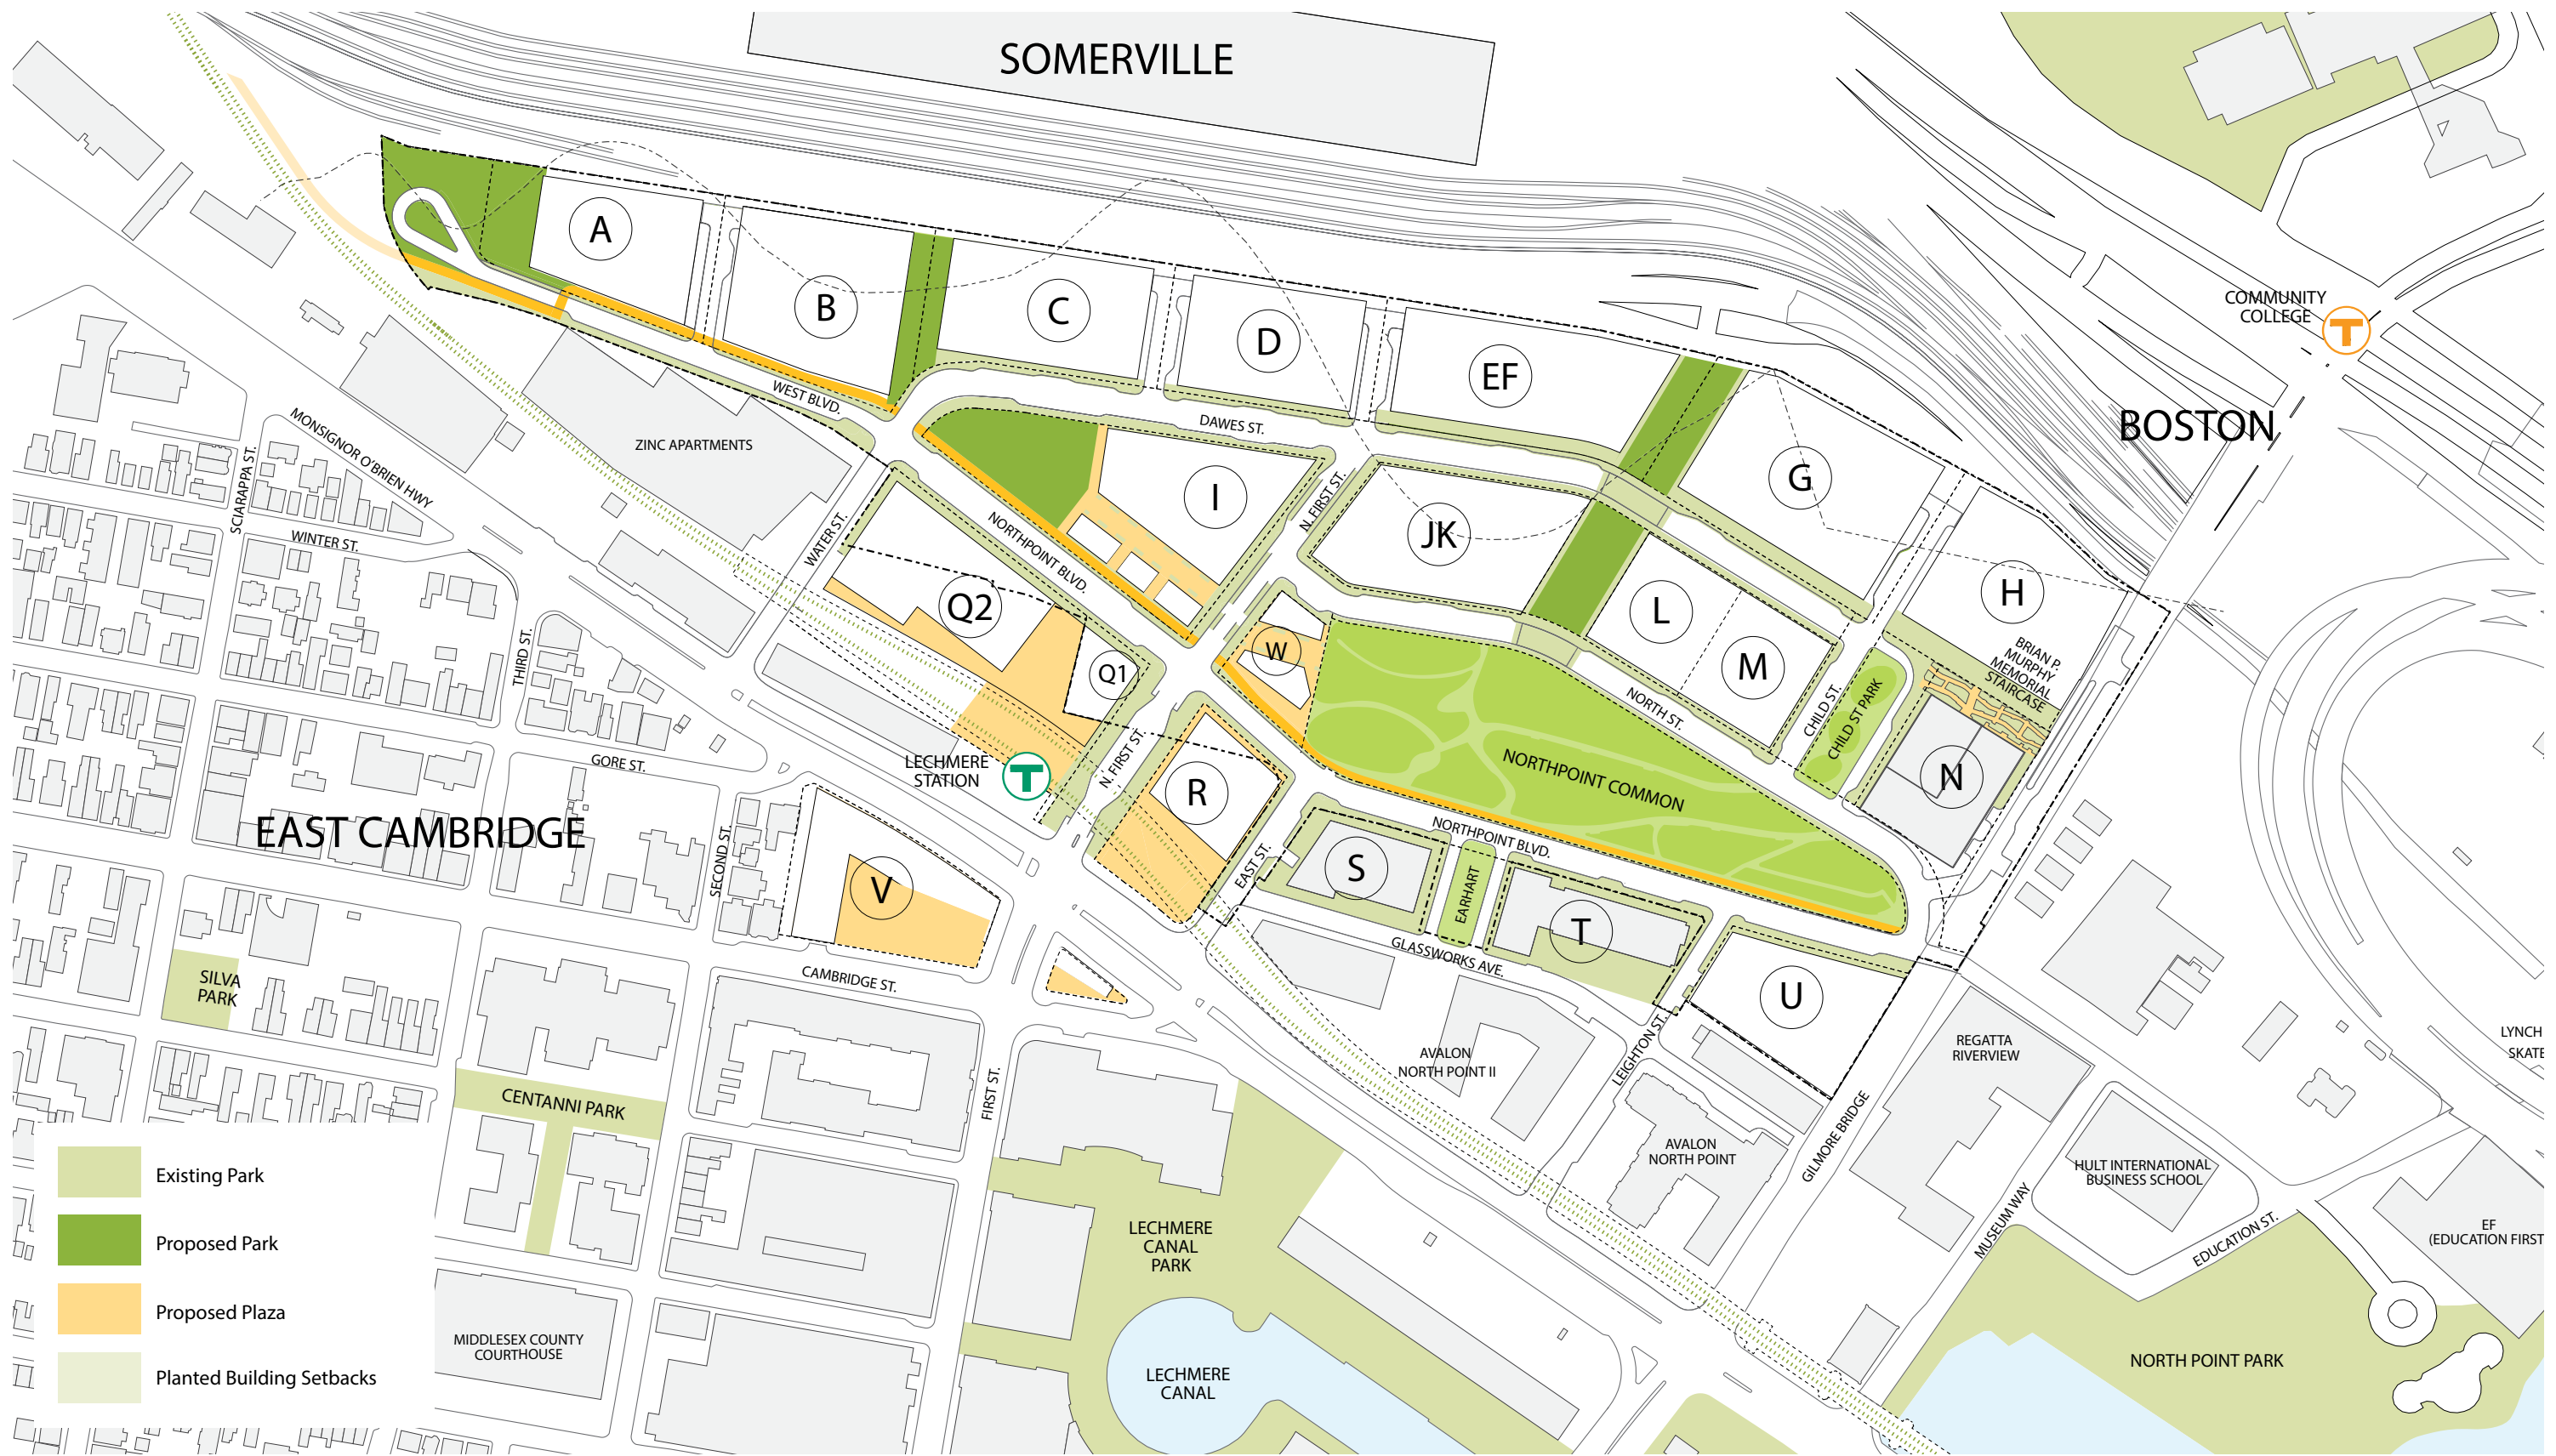 SOMERVILLE
A
B
C
D
EF
COMMUNITY
COLLEGE
T
BOSTON
WEST BLVD.
DAWES ST.
ZINC APARTMENTS
MONSIGNOR O'BRIEN HWY
SCIARAPPA ST.
WINTER ST.
WATER ST.
NORTHPOINT BLVD.
I
N. FIRST ST.
JK
G
L
M
H
BRIAN P.
MURPHY
MEMORIAL
STAIRCASE
Q2
Q1
W
NORTH ST.
CHILD ST.
CHILD ST PARK
N
THIRD ST.
GORE ST.
LECHMERE
STATION
T
N. FIRST ST.
R
NORTHPOINT COMMON
EAST CAMBRIDGE
SECOND ST.
V
EAST ST.
S
NORTHPOINT BLVD.
EARHART
T
GLASSWORKS AVE.
U
CAMBRIDGE ST.
SILVA
PARK
CENTANNI PARK
FIRST ST.
AVALON
NORTH POINT II
LEIGHTON ST.
REGATTA
RIVERVIEW
LYNCH
SKATE
AVALON
NORTH POINT
GILMORE BRIDGE
HULT INTERNATIONAL
BUSINESS SCHOOL
MUSEUM WAY
EDUCATION ST.
EF
(EDUCATION FIRST
LECHMERE
CANAL
PARK
LECHMERE
CANAL
MIDDLESEX COUNTY
COURTHOUSE
NORTH POINT PARK
Existing Park
Proposed Park
Proposed Plaza
Planted Building Setbacks